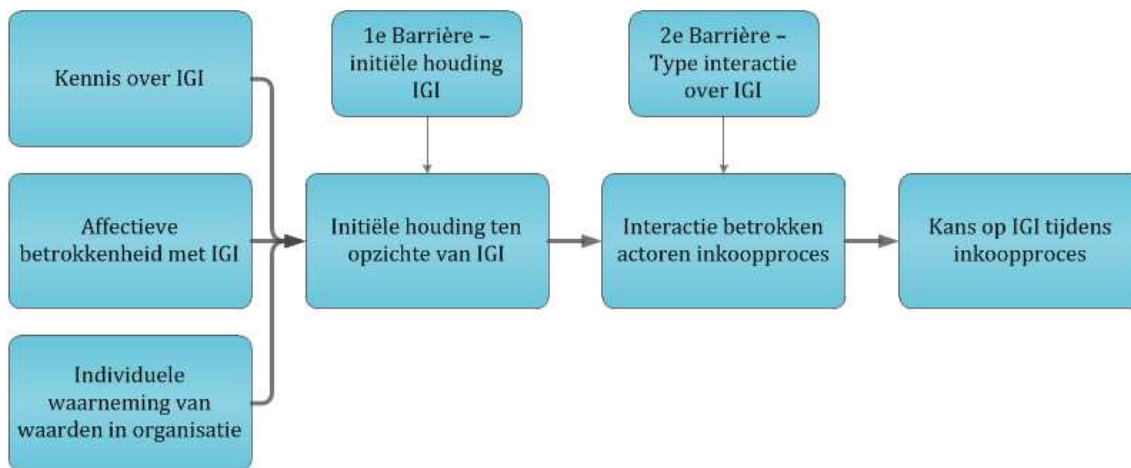 Kennis over IGI
1e Barrière –
initiële houding
IGI
2e Barrière –
Type interactie
over IGI
Affectieve
betrokkenheid met IGI
Initiële houding ten
opzichte van IGI
Interactie betrokken
actoren inkoopproces
Kans op IGI tijdens
inkoopproces
Individuele
waarneming van
waarden in organisatie